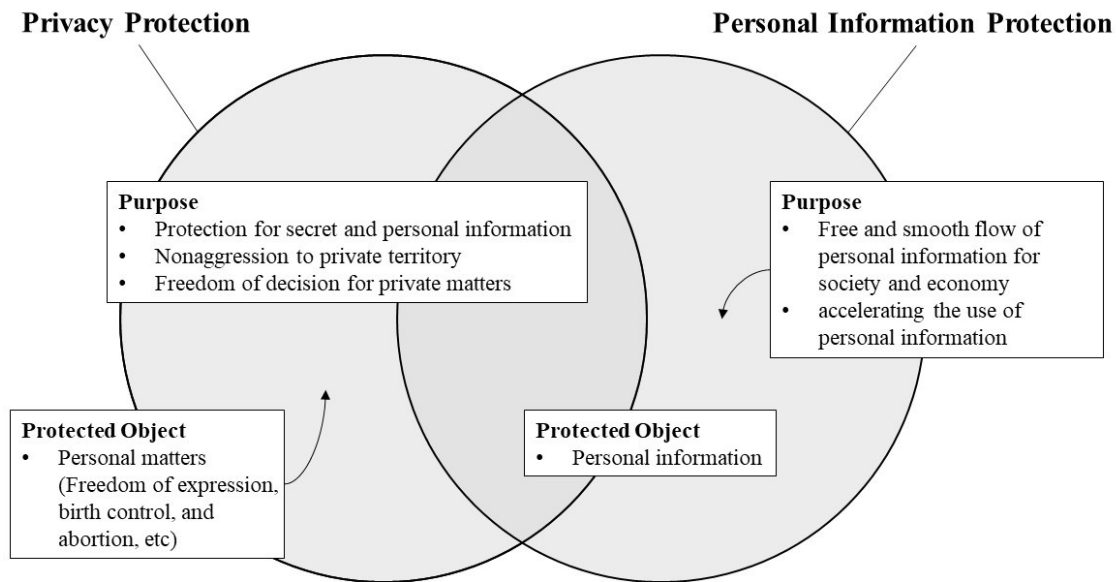 Privacy Protection
Personal Information Protection
Purpose
• Protection for secret and personal information
• Nonaggression to private territory
• Freedom of decision for private matters
Purpose
• Free and smooth flow of
personal information for
society and economy
• accelerating the use of
personal information
Protected Object
• Personal matters
(Freedom of expression,
birth control, and
abortion, etc)
Protected Object
• Personal information